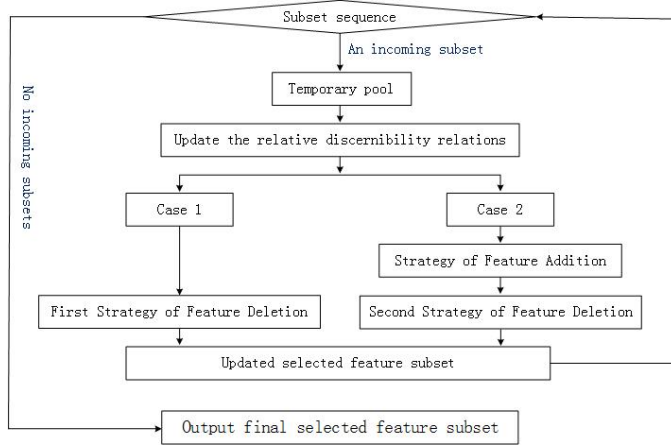 Subset sequence
An incoming subset
Temporary pool
No incoming subsets
Update the relative discernibility relations
Case 1
Case 2
Strategy of Feature Addition
First Strategy of Feature Deletion
Second Strategy of Feature Deletion
Updated selected feature subset
Output final selected feature subset